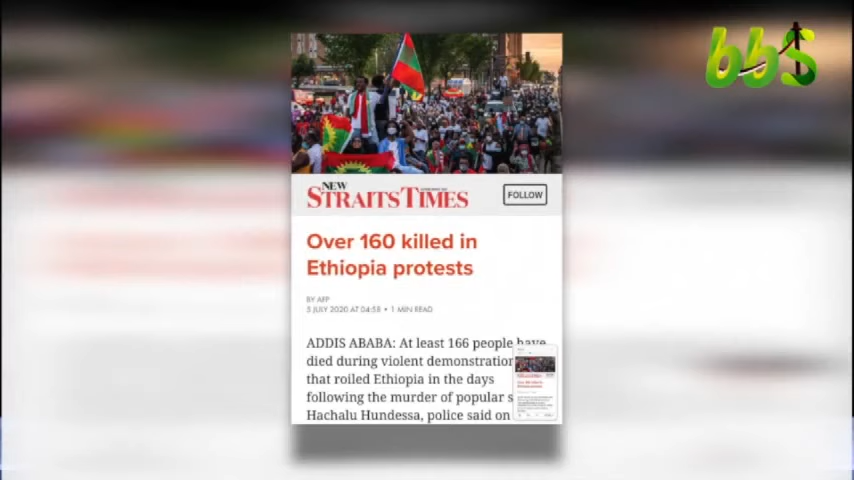 bbS
NEW
STRAITS TIMES
FOLLOW
Over 160 killed in
Ethiopia protests
BY AFP
5 JULY 2020 AT 04:58 • 1 MIN READ
ADDIS ABABA: At least 166 people have
died during violent
that roiled Ethiopia in the days
following the murder of popular
Hachalu Hundessa, police said on